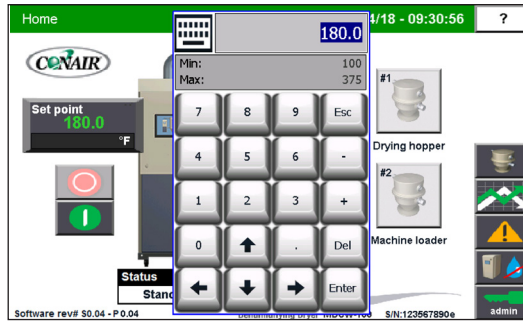 Home
4/18 - 09:30:56
?
180.0
CONAIR
Min: 100
Max: 375
#1
Set point
180.0
°F
7 8 9 Esc
Drying hopper
4 5 6 -
#2
1 2 3 +
0 . Del
Machine loader
Status
Enter
admin
Software rev# S0.04 - P 0.04
S/N:123567890e